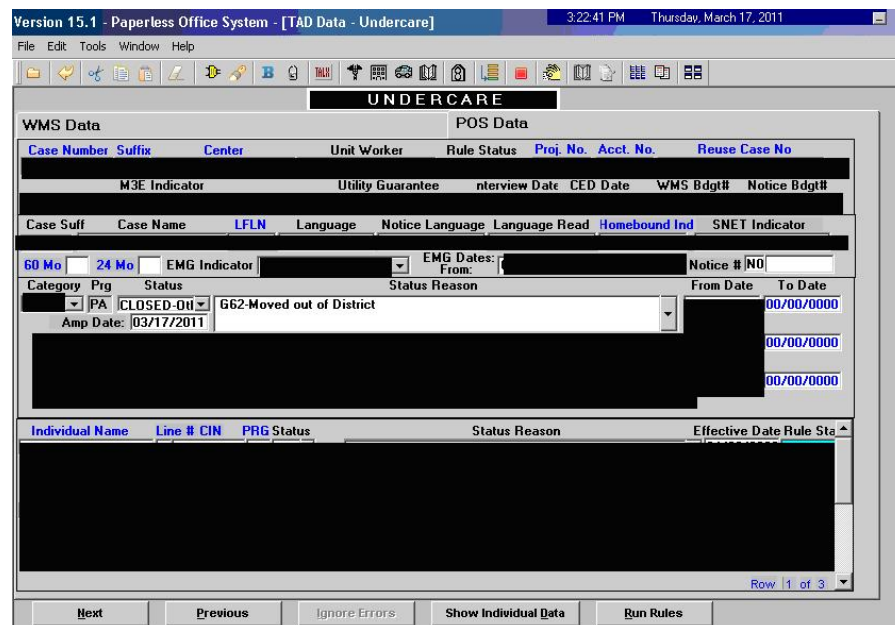 Version 15.1 - Paperless Office System - [TAD Data - Undercare] 3:22:41 PM Thursday, March 17, 2011
File Edit Tools Window Help
UNDERCARE
WMS Data POS Data
Case Number Suffix Center Unit Worker Rule Status Proj. No. Acct. No. Reuse Case No
M3E Indicator Utility Guarantee nterview Date CED Date WMS Bdgt# Notice Bdgt#
Case Suff Case Name LFLN Language Notice Language Language Read Homebound Ind SNET Indicator
60 Mo 24 Mo EMG Indicator EMG Dates: From: Notice # N0
Category Prg Status Status Reason From Date To Date
PA CLOSED-Otl G62-Moved out of District 00/00/0000
Amp Date: 03/17/2011
00/00/0000
00/00/0000
Individual Name Line # CIN PRG Status Status Reason Effective Date Rule Sta
Row 1 of 3
Next Previous Ignore Errors Show Individual Data Run Rules